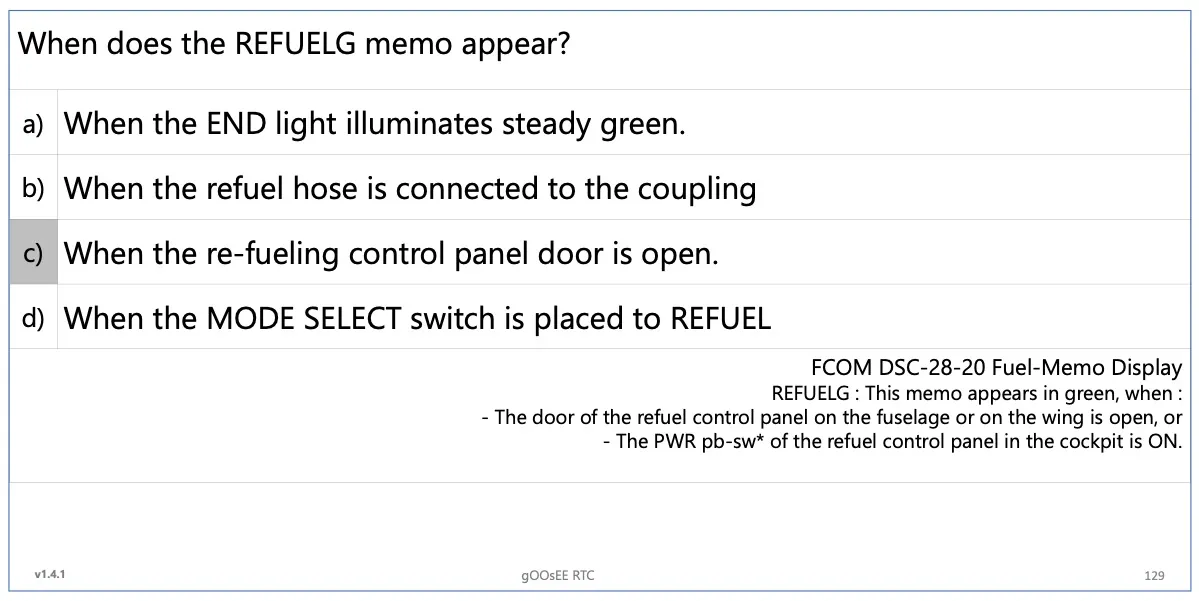 When does the REFUELG memo appear?
a) When the END light illuminates steady green.
b) When the refuel hose is connected to the coupling
c) When the re-fueling control panel door is open.
d) When the MODE SELECT switch is placed to REFUEL
FCOM DSC-28-20 Fuel-Memo Display
REFUELG : This memo appears in green, when :
- The door of the refuel control panel on the fuselage or on the wing is open, or
- The PWR pb-sw* of the refuel control panel in the cockpit is ON.
v1.4.1 gOOsEE RTC 129